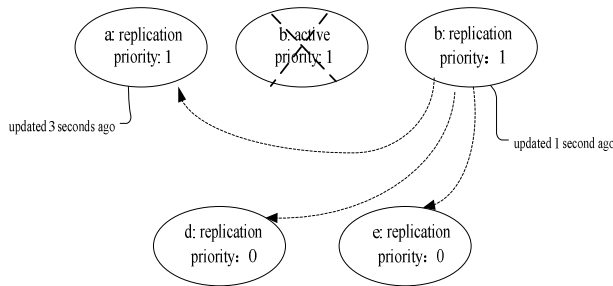 a: replication
priority: 1
b: active
priority: 1
b: replication
priority: 1
updated 3 seconds ago
updated 1 second ago
d: replication
priority: 0
e: replication
priority: 0